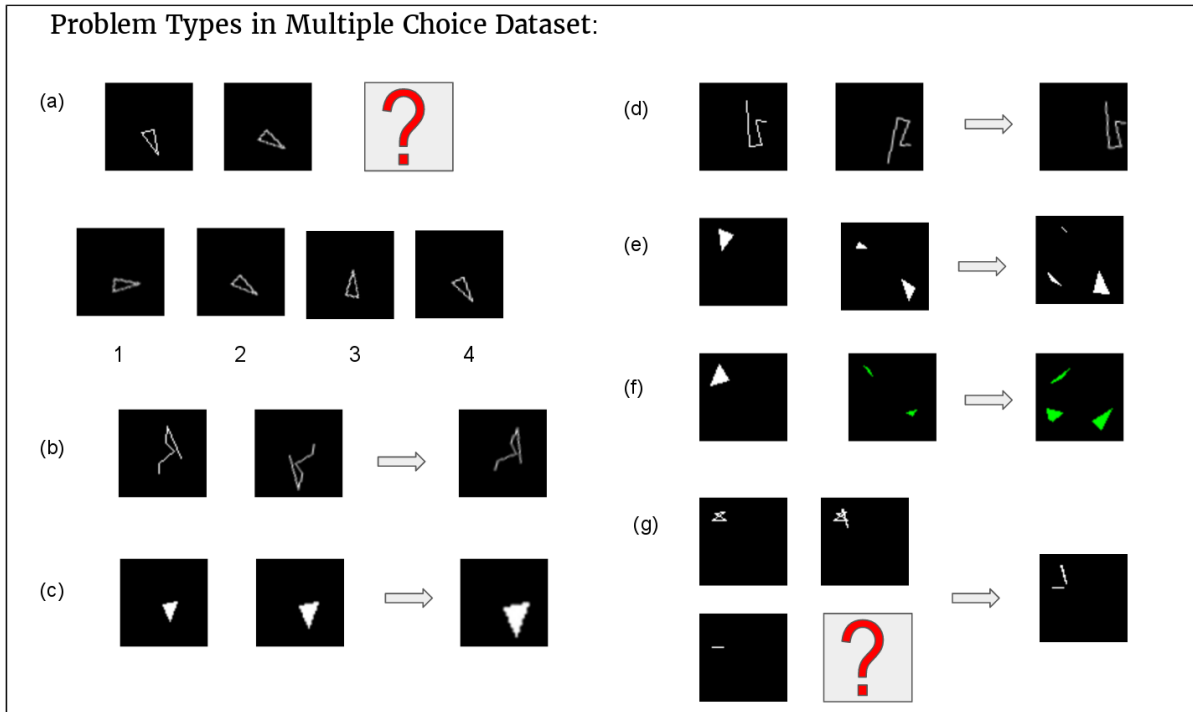 Problem Types in Multiple Choice Dataset:
(a)
?
1 2 3 4
(b)
(c)
(d)
(e)
(f)
(g)
?